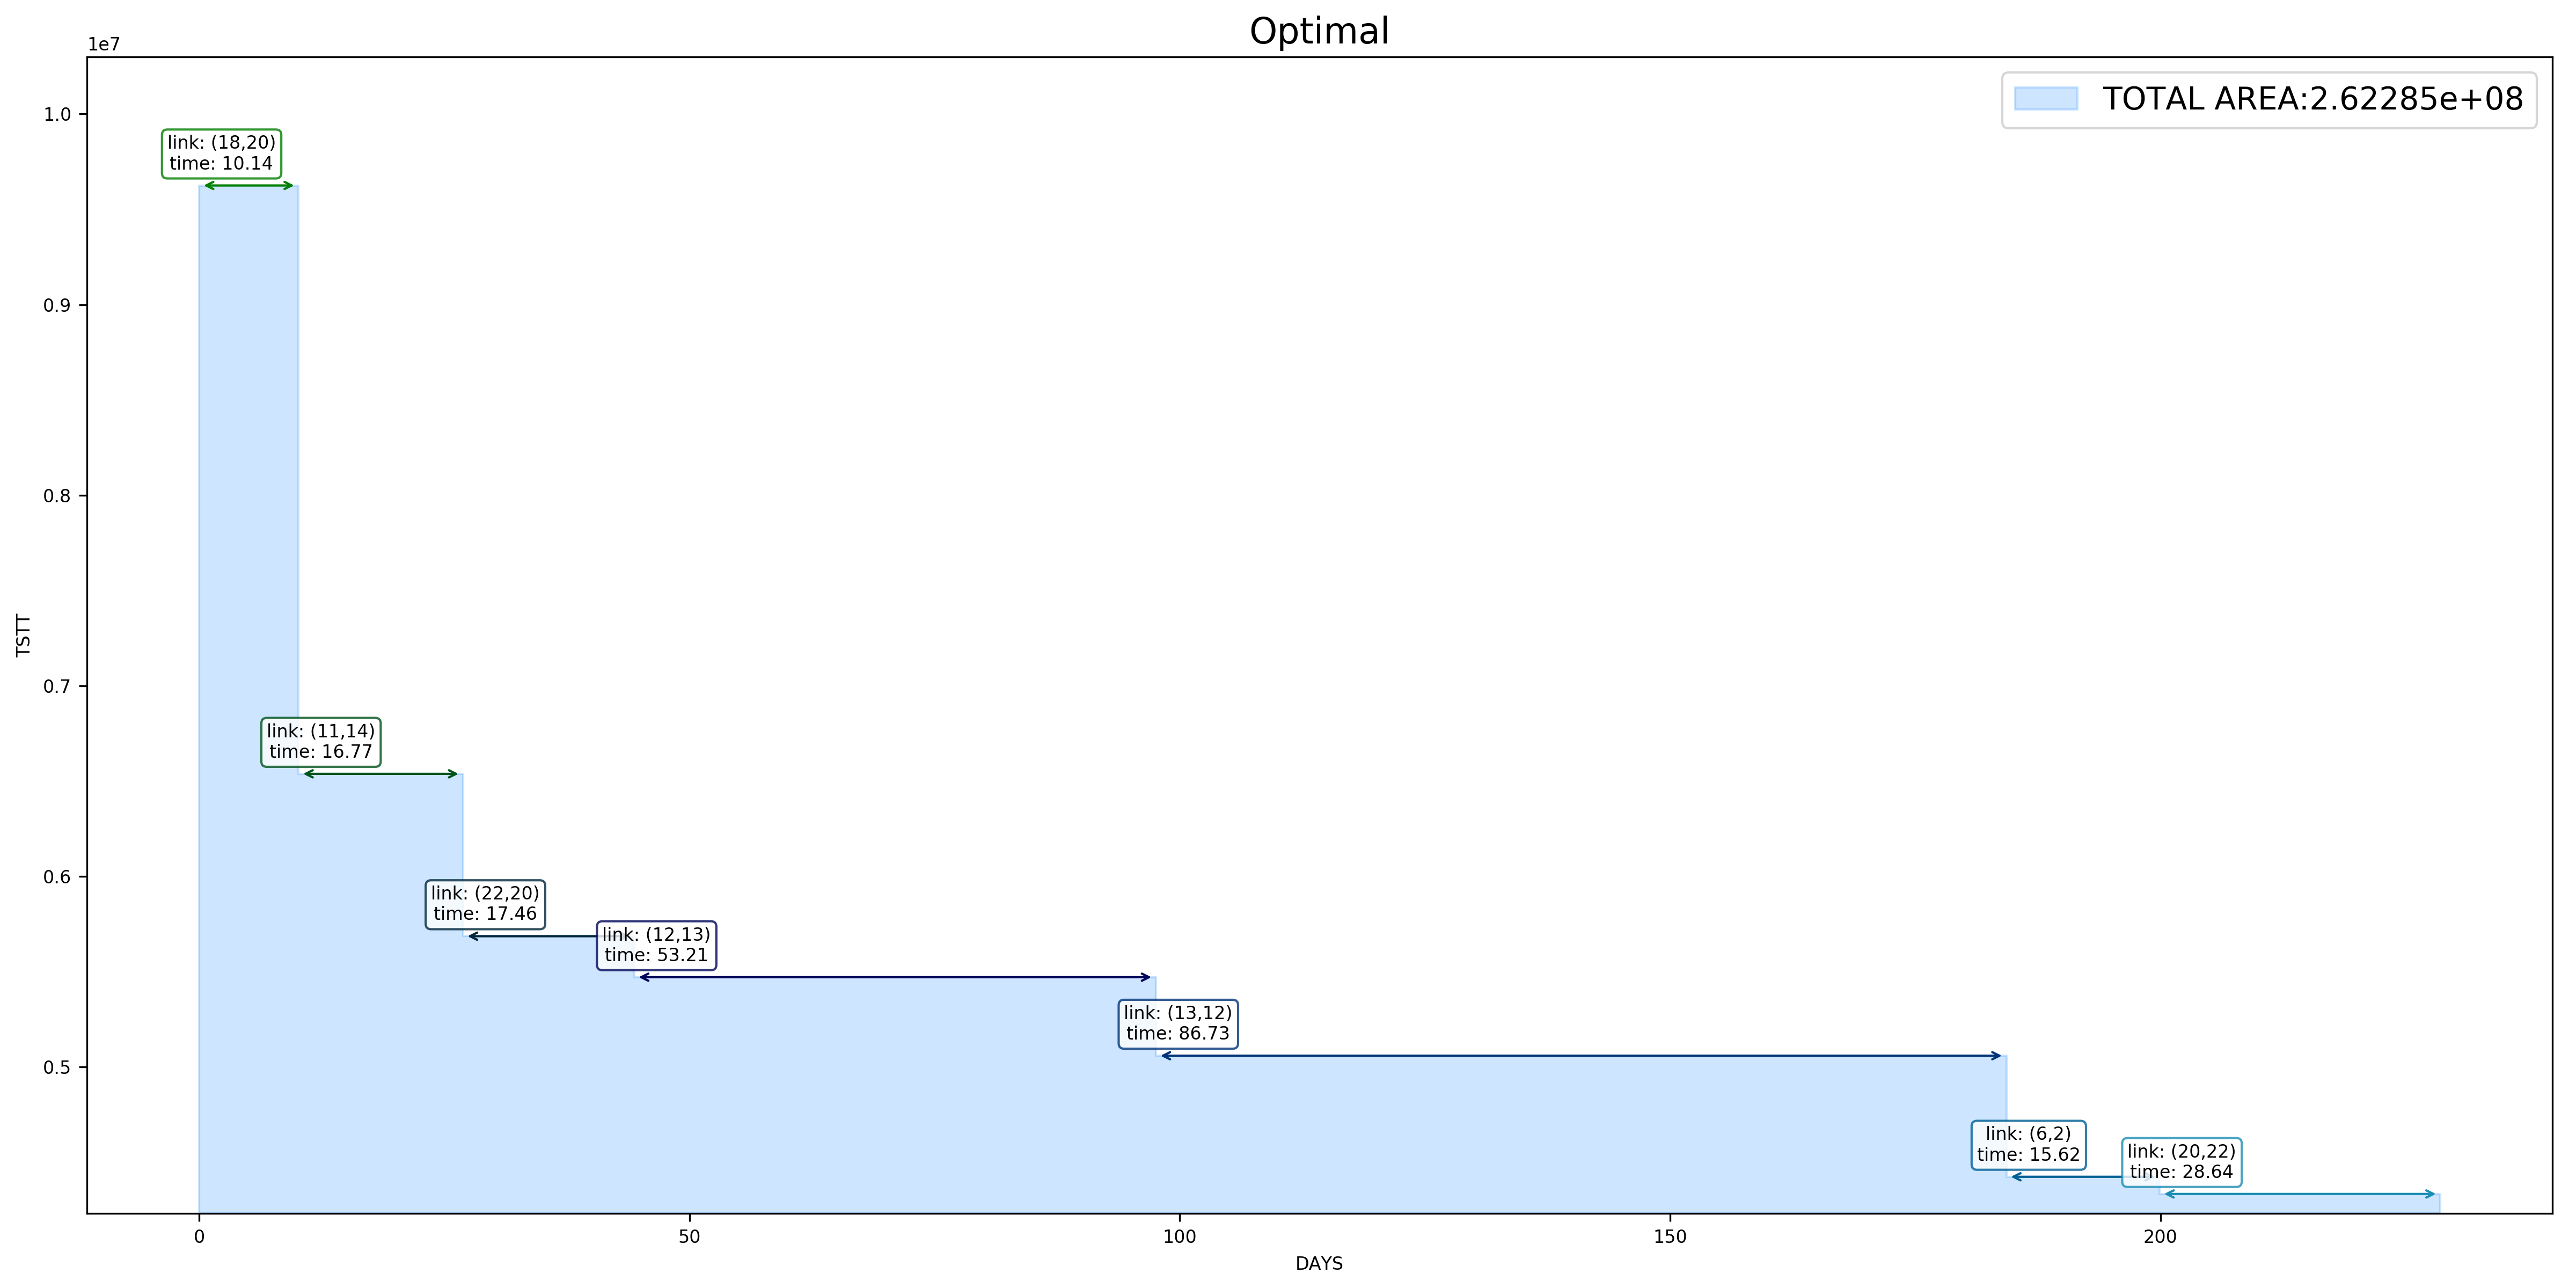 Optimal
1e7
TOTAL AREA:2.62285e+08
1.0
0.9
0.8
0.7
0.6
0.5
TSTT
link: (18,20)
time: 10.14
link: (11,14)
time: 16.77
link: (22,20)
time: 17.46
link: (12,13)
time: 53.21
link: (13,12)
time: 86.73
link: (6,2)
time: 15.62
link: (20,22)
time: 28.64
0
50
100
150
200
DAYS